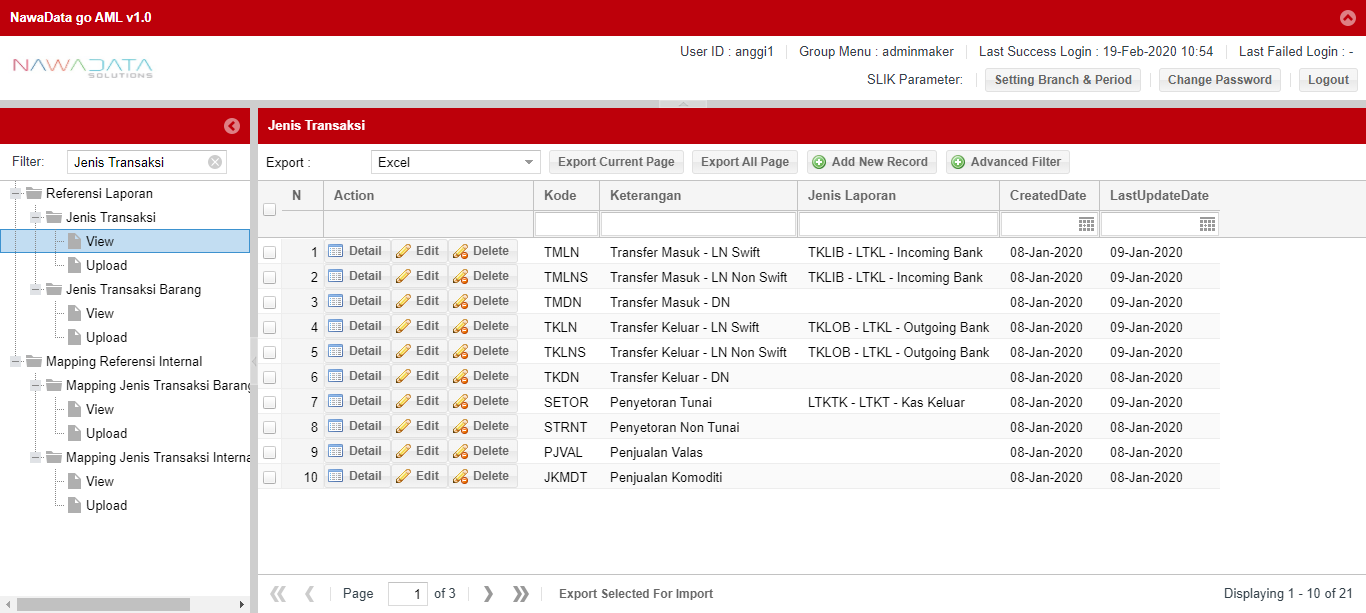 NawaData go AML v1.0
NAWADATA
SOLUTIONS
User ID : anggi1 Group Menu : adminmaker Last Success Login : 19-Feb-2020 10:54 Last Failed Login : -
SLIK Parameter: Setting Branch & Period Change Password Logout
Jenis Transaksi
Filter: Jenis Transaksi
Referensi Laporan
Jenis Transaksi
View
Upload
Jenis Transaksi Barang
View
Upload
Mapping Referensi Internal
Mapping Jenis Transaksi Barang
View
Upload
Mapping Jenis Transaksi Interna
View
Upload
Export : Excel Export Current Page Export All Page Add New Record Advanced Filter
N Action Kode Keterangan Jenis Laporan CreatedDate LastUpdateDate
1 Detail Edit Delete TMLN Transfer Masuk - LN Swift TKLIB - LTKL - Incoming Bank 08-Jan-2020 09-Jan-2020
2 Detail Edit Delete TMLNS Transfer Masuk - LN Non Swift TKLIB - LTKL - Incoming Bank 08-Jan-2020 09-Jan-2020
3 Detail Edit Delete TMDN Transfer Masuk - DN 08-Jan-2020 09-Jan-2020
4 Detail Edit Delete TKLN Transfer Keluar - LN Swift TKLOB - LTKL - Outgoing Bank 08-Jan-2020 09-Jan-2020
5 Detail Edit Delete TKLNS Transfer Keluar - LN Non Swift TKLOB - LTKL - Outgoing Bank 08-Jan-2020 09-Jan-2020
6 Detail Edit Delete TKDN Transfer Keluar - DN 08-Jan-2020 08-Jan-2020
7 Detail Edit Delete SETOR Penyetoran Tunai LTKTK - LTKT - Kas Keluar 08-Jan-2020 09-Jan-2020
8 Detail Edit Delete STRNT Penyetoran Non Tunai 08-Jan-2020 08-Jan-2020
9 Detail Edit Delete PJVAL Penjualan Valas 08-Jan-2020 08-Jan-2020
10 Detail Edit Delete JKMDT Penjualan Komoditi 08-Jan-2020 08-Jan-2020
Page 1 of 3 Export Selected For Import Displaying 1 - 10 of 21